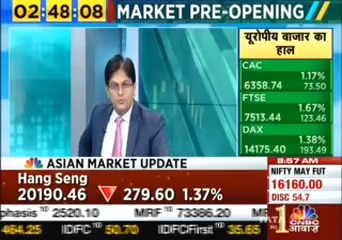 02:48:08
MARKET PRE-OPENING
यूरोपीय बाजार का
हाल
CAC
1.17%
6358.74
73.50
FTSE
1.67%
7513.44
123.46
DAX
1.38%
14175.40
193.49
ASIAN MARKET UPDATE
8:57 AM
Hang Seng
20190.46 279.60 1.37%
NIFTY MAY FUT
16160.00
DISC 54.7
phasis 2520.10 MRF 73386.20
464.25 IDFC 50.70 IDFCFirst 35.65
CNBC
आवाज़